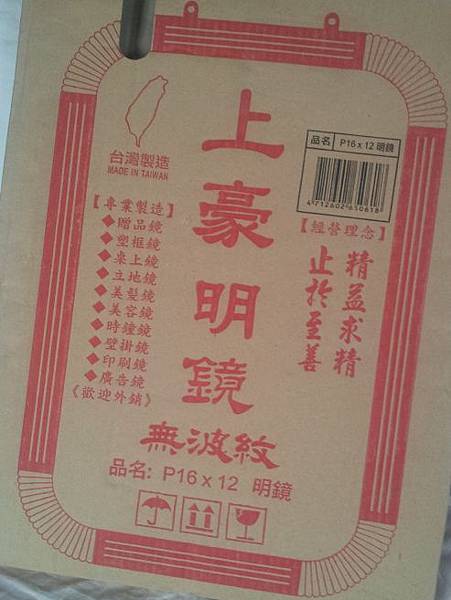 台灣製造
MADE IN TAIWAN
上豪明鏡
品名 P16 x 12 明鏡
4712602650618
【專業製造】
◆贈品鏡
◆塑框鏡
◆桌上鏡
◆立地鏡
◆美髮鏡
◆美容鏡
◆時鐘鏡
◆壁掛鏡
◆印刷鏡
◆廣告鏡
《歡迎外銷》
【經營理念】
精益求精
止於至善
無波紋
品名: P16 x 12 明鏡